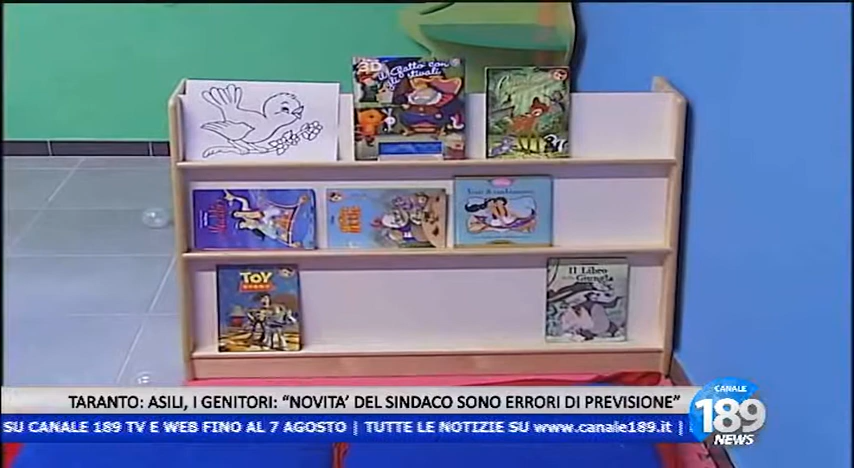 3D
il Gatto con
gli stivali
TOY
STORY
Il Libro
della Giungla
TARANTO: ASILI, I GENITORI: “NOVITA’ DEL SINDACO SONO ERRORI DI PREVISIONE”
SU CANALE 189 TV E WEB FINO AL 7 AGOSTO | TUTTE LE NOTIZIE SU www.canale189.it |
CANALE
189
NEWS